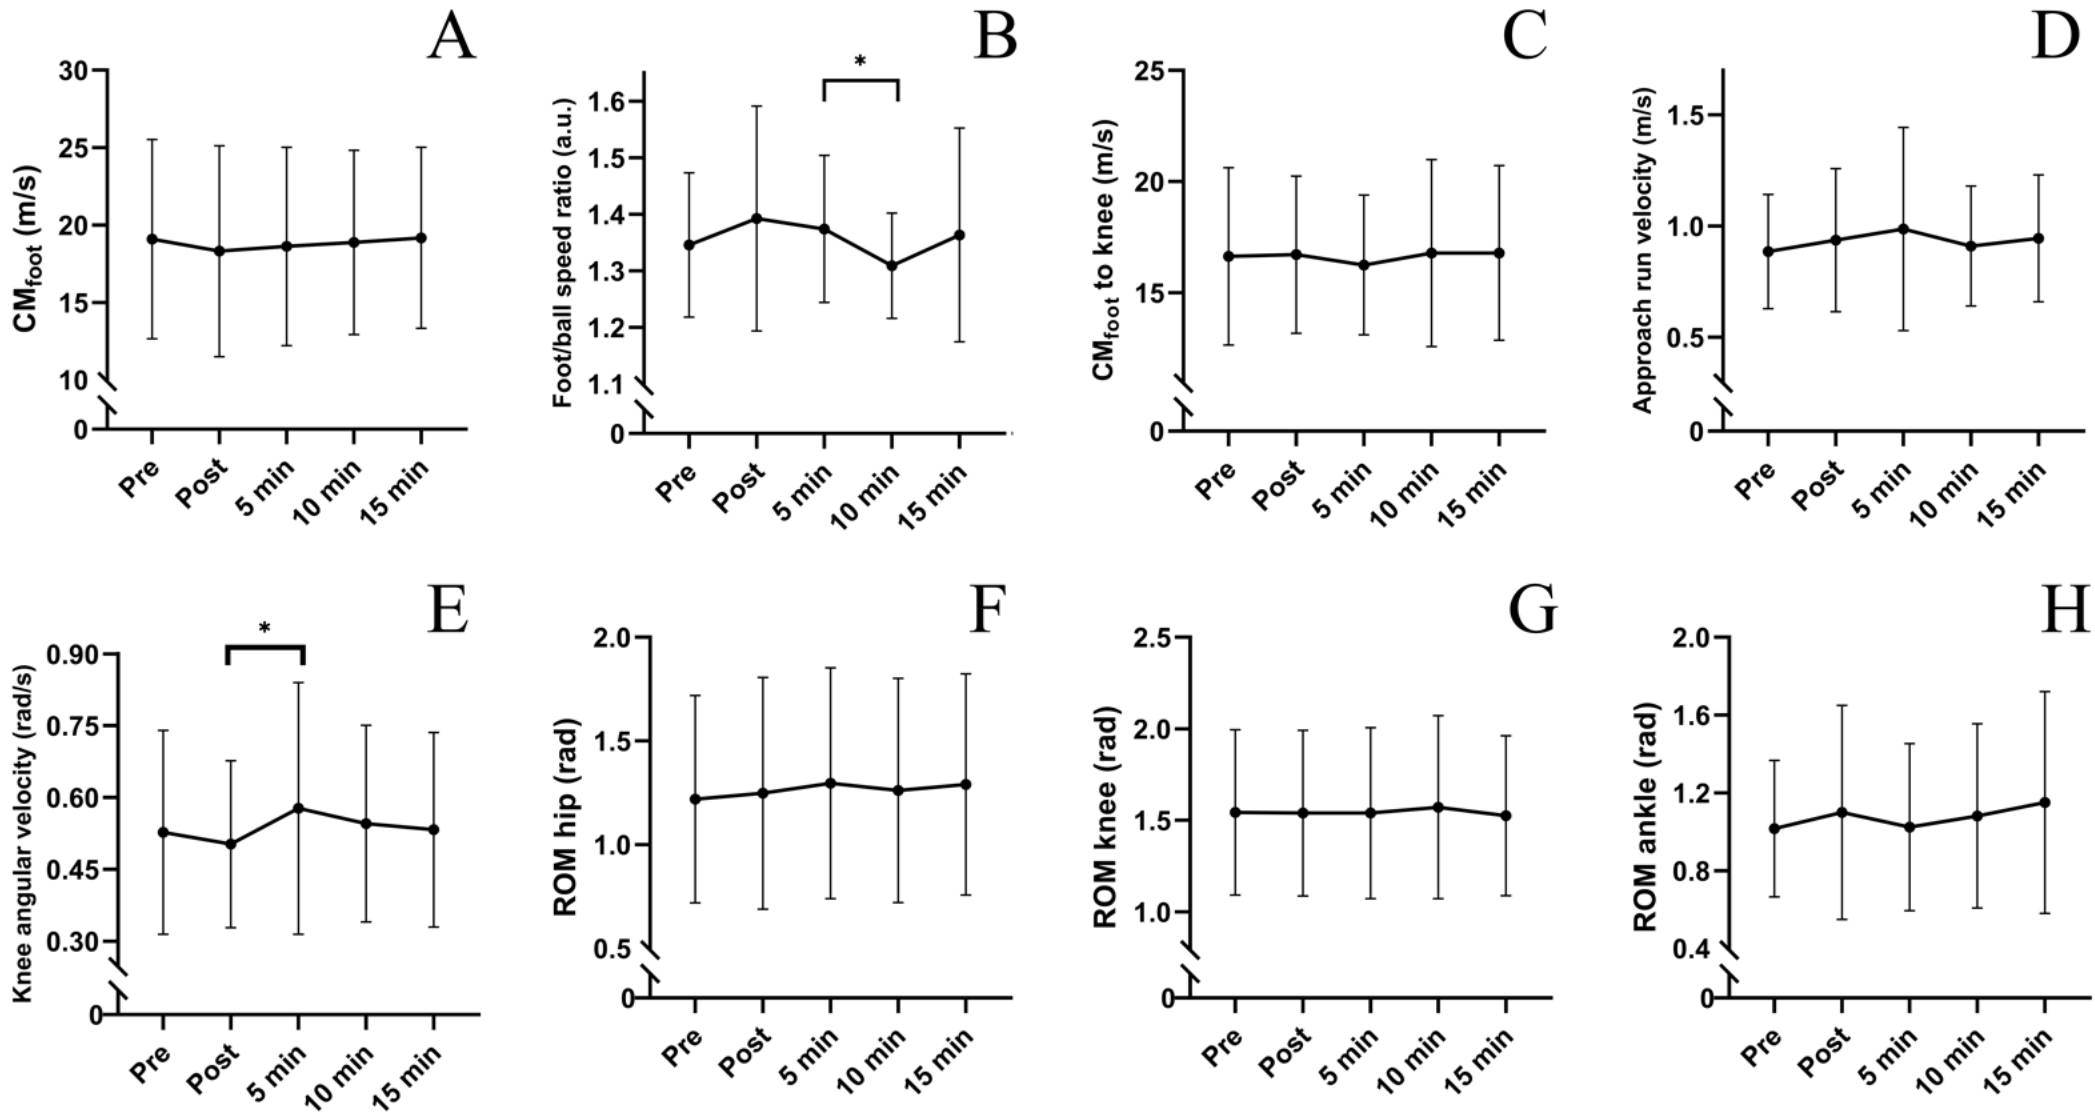 A
CMfoot (m/s)
30
25
20
15
10
0
Pre
Post
5 min
10 min
15 min
B
*
Foot/ball speed ratio (a.u.)
1.6
1.5
1.4
1.3
1.2
1.1
0
Pre
Post
5 min
10 min
15 min
C
CMfoot to knee (m/s)
25
20
15
0
Pre
Post
5 min
10 min
15 min
D
Approach run velocity (m/s)
1.5
1.0
0.5
0
Pre
Post
5 min
10 min
15 min
E
*
Knee angular velocity (rad/s)
0.90
0.75
0.60
0.45
0.30
0
Pre
Post
5 min
10 min
15 min
F
ROM hip (rad)
2.0
1.5
1.0
0.5
0
Pre
Post
5 min
10 min
15 min
G
ROM knee (rad)
2.5
2.0
1.5
1.0
0
Pre
Post
5 min
10 min
15 min
H
ROM ankle (rad)
2.0
1.6
1.2
0.8
0.4
0
Pre
Post
5 min
10 min
15 min